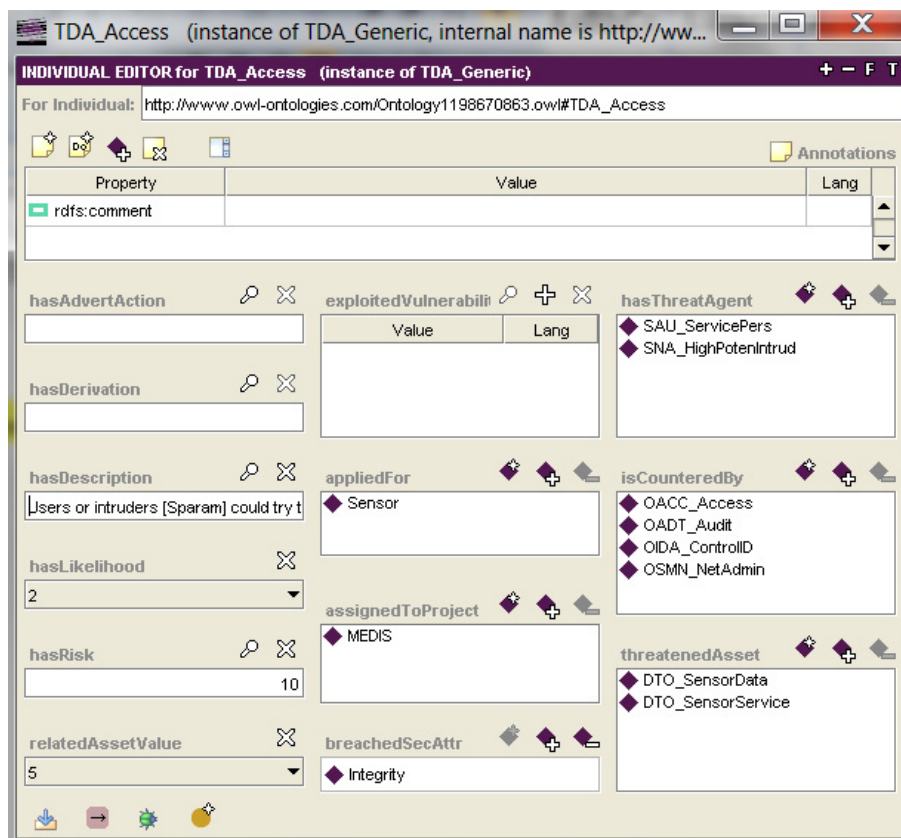 TDA_Access (instance of TDA_Generic, internal name is http://ww...
INDIVIDUAL EDITOR for TDA_Access (instance of TDA_Generic)
+ − F T
For Individual: http://www.owl-ontologies.com/Ontology1198670863.owl#TDA_Access
Annotations
Property Value Lang
rdfs:comment
hasAdvertAction
hasDerivation
hasDescription
Users or intruders [Sparam] could try t
hasLikelihood
2
hasRisk
10
relatedAssetValue
5
exploitedVulnerabilit
Value Lang
appliedFor
Sensor
assignedToProject
MEDIS
breachedSecAttr
Integrity
hasThreatAgent
SAU_ServicePers
SNA_HighPotenIntrud
isCounteredBy
OACC_Access
OADT_Audit
OIDA_ControlID
OSMN_NetAdmin
threatenedAsset
DTO_SensorData
DTO_SensorService